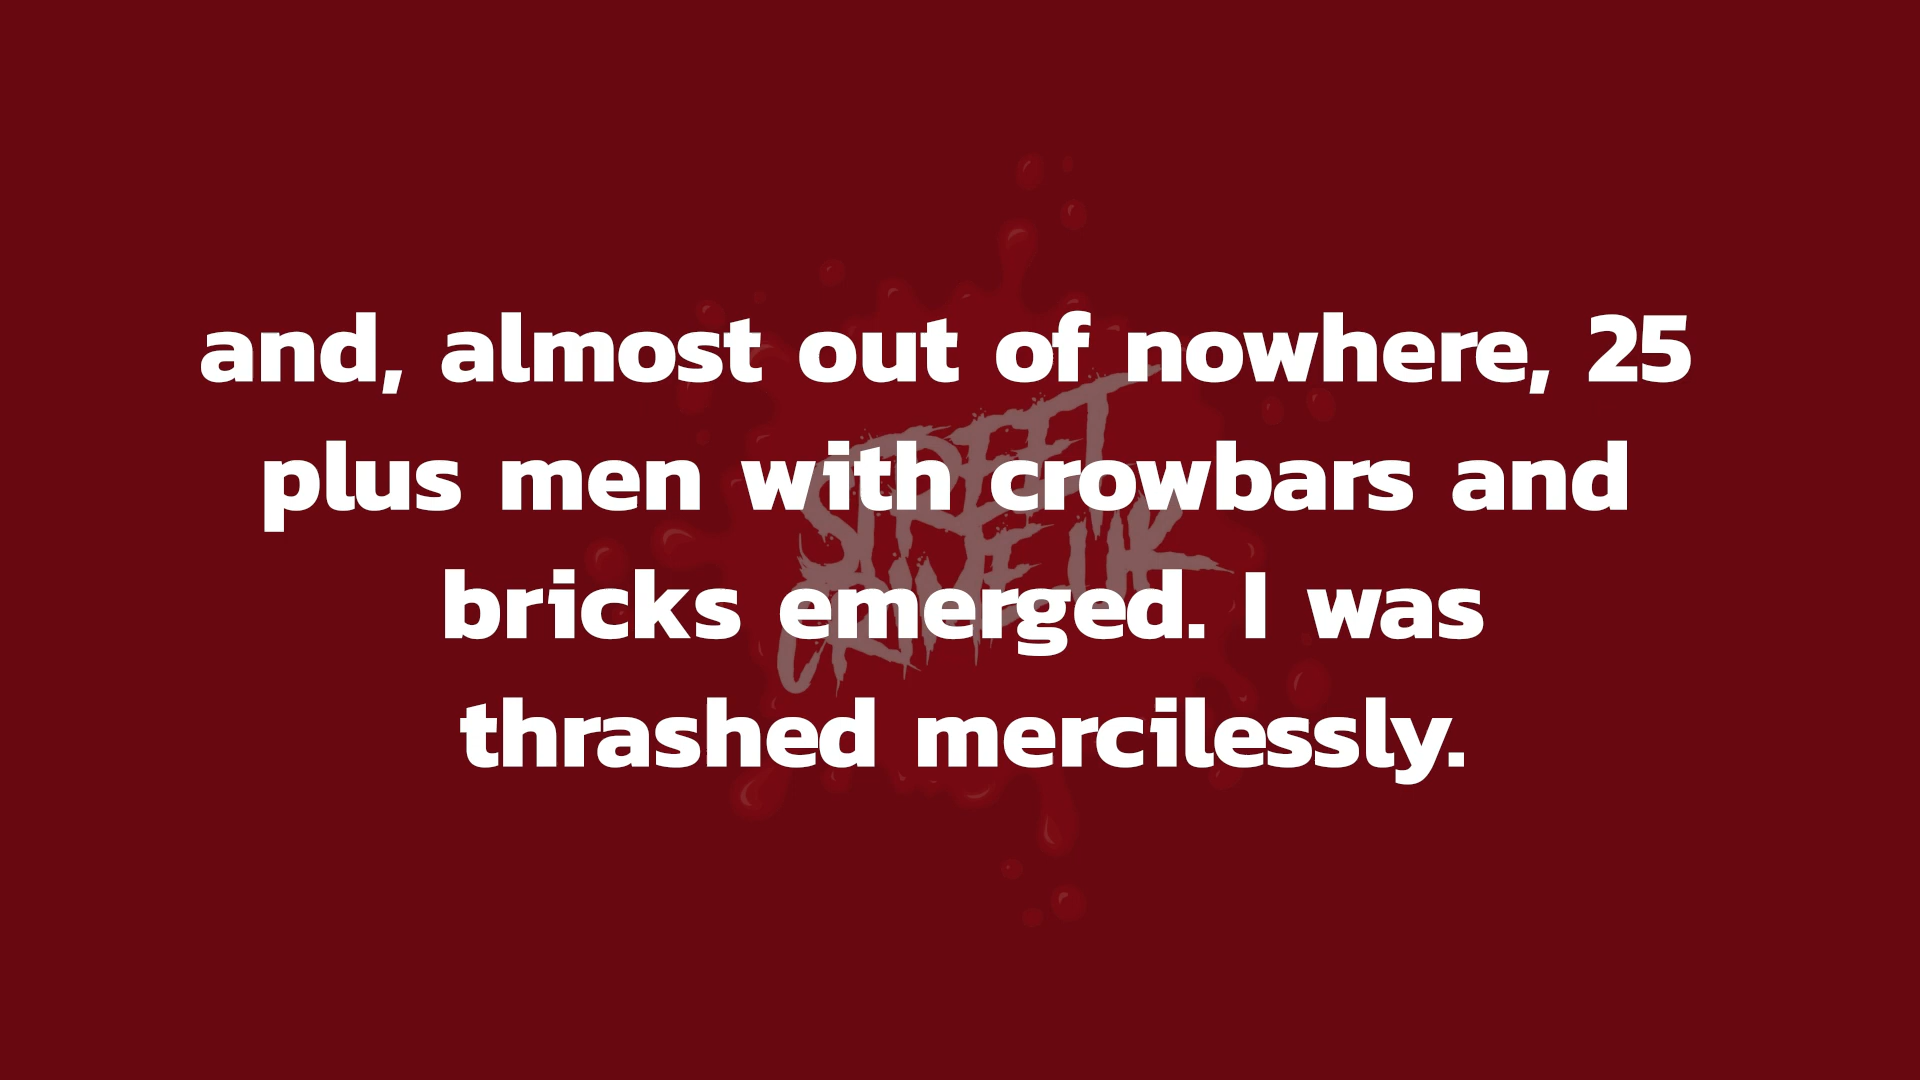 and, almost out of nowhere, 25
plus men with crowbars and
bricks emerged. I was
thrashed mercilessly.
STREET
CRIME UK